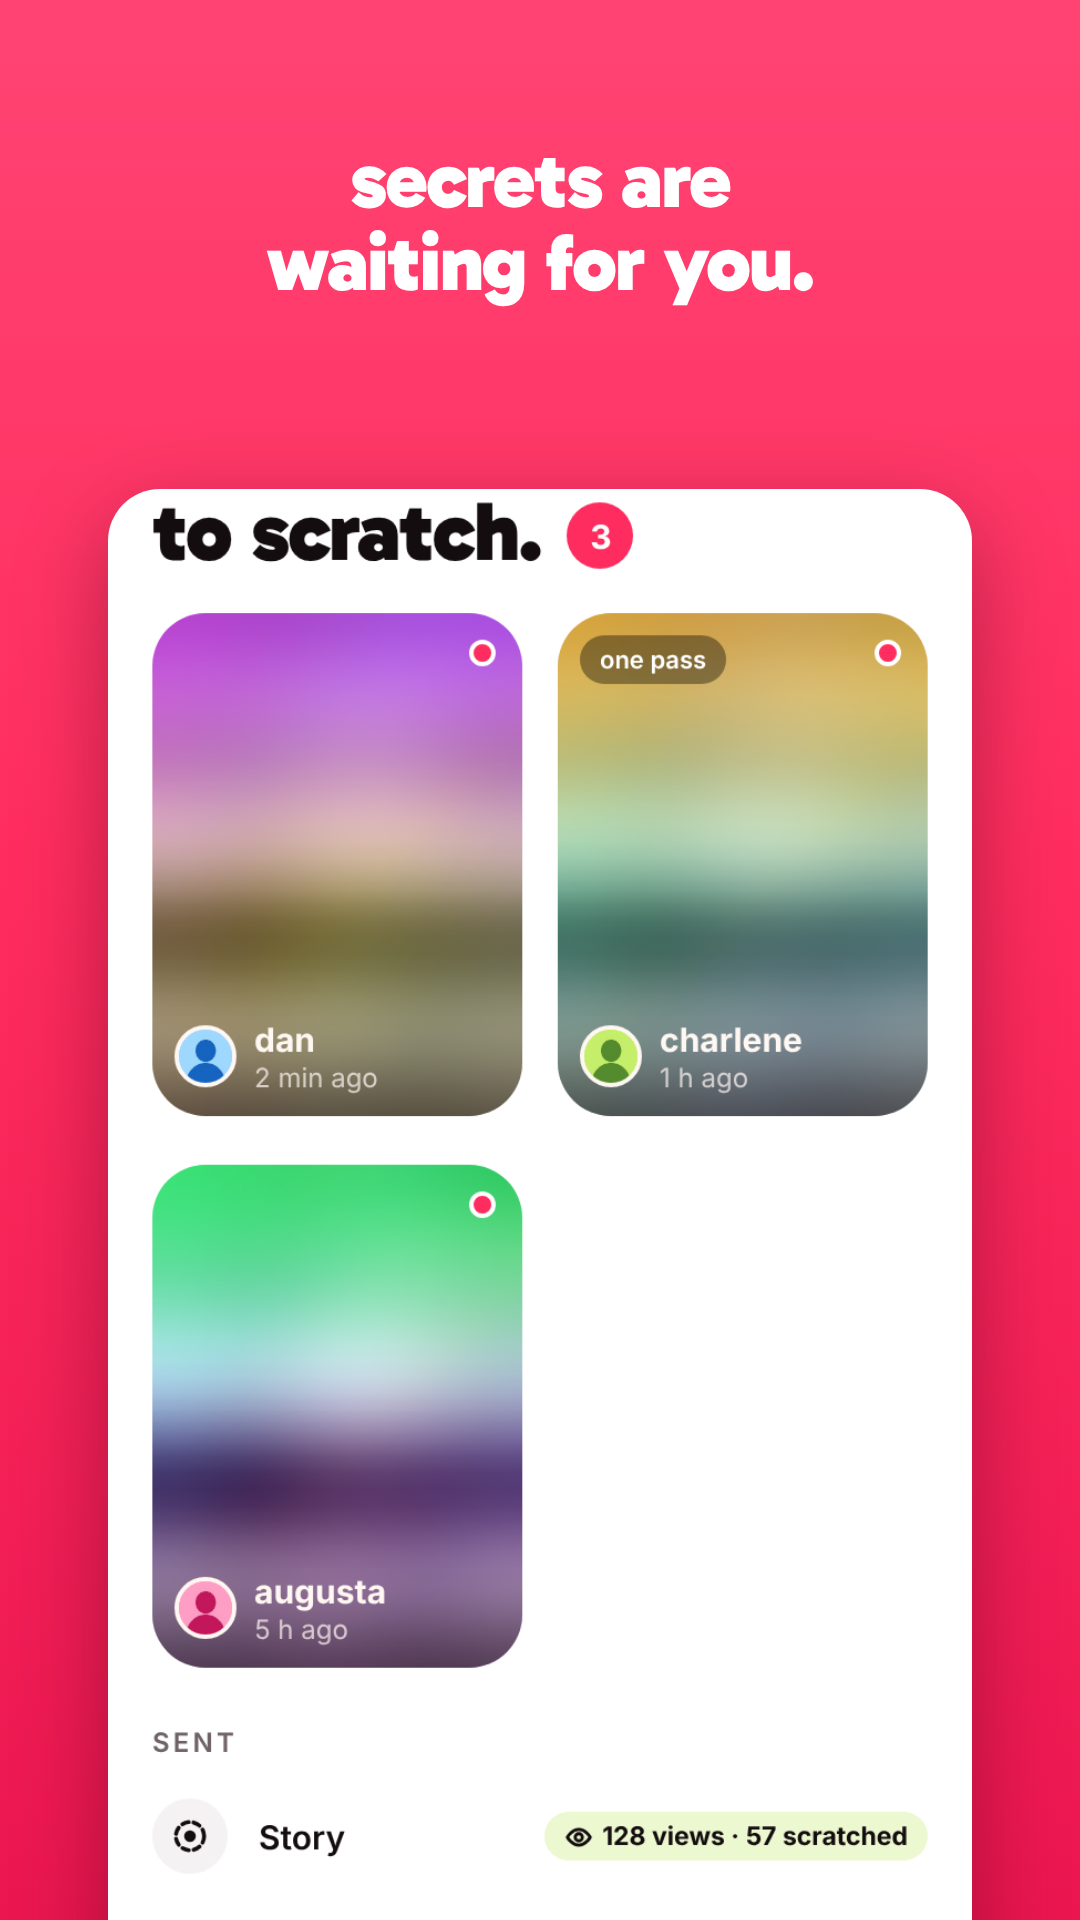 secrets are
waiting for you.
to scratch. 3
one pass
dan
2 min ago
charlene
1 h ago
augusta
5 h ago
SENT
Story
128 views · 57 scratched